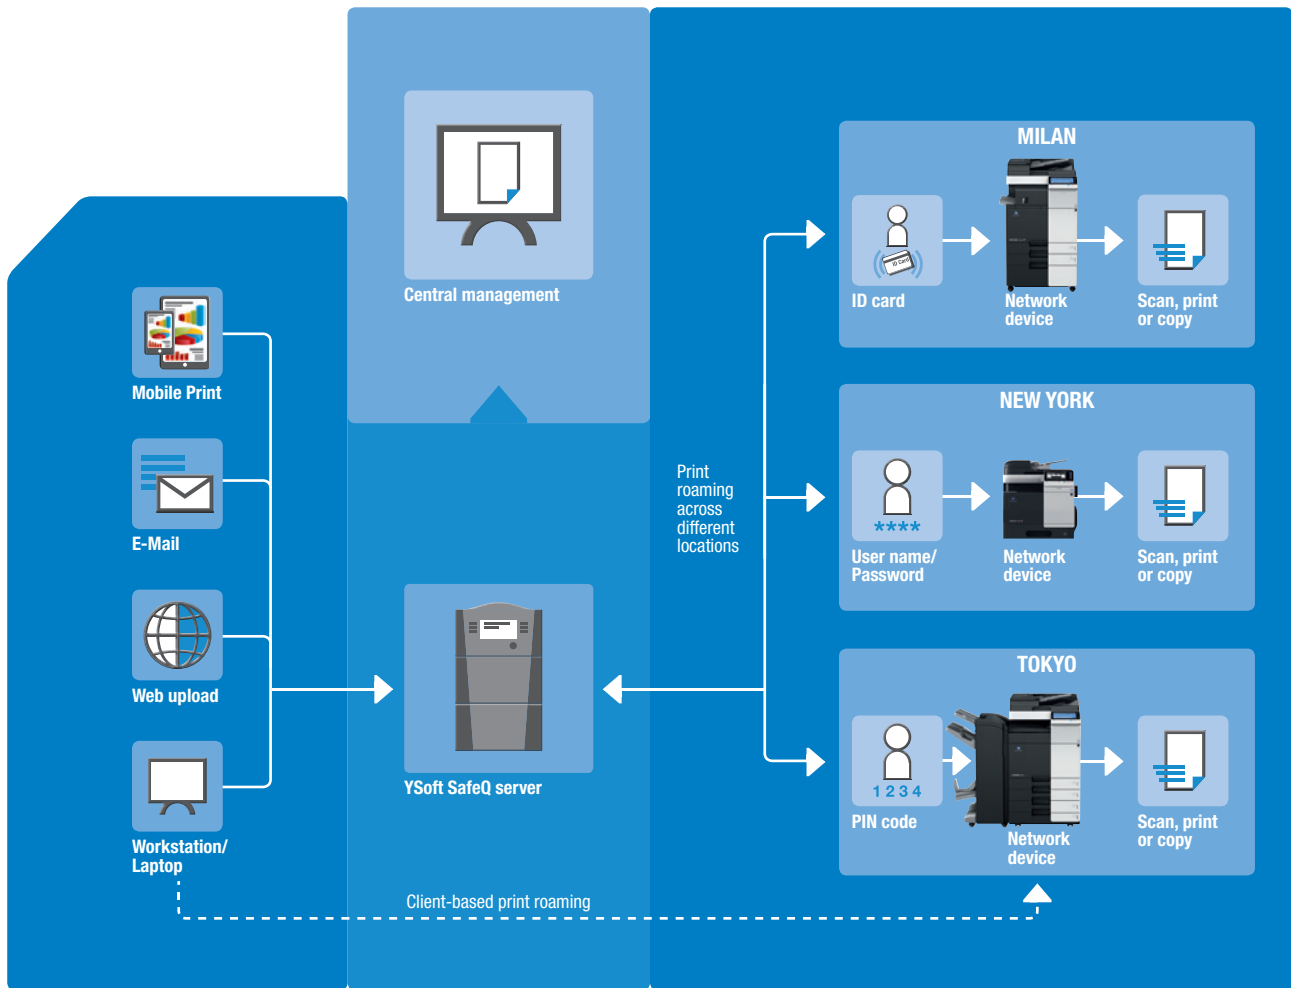 Central management
Mobile Print
E-Mail
Web upload
Workstation/
Laptop
YSoft SafeQ server
Client-based print roaming
Print
roaming
across
different
locations
MILAN
ID Card
ID card
Network
device
Scan, print
or copy
NEW YORK
****
User name/
Password
Network
device
Scan, print
or copy
TOKYO
1 2 3 4
PIN code
Network
device
Scan, print
or copy